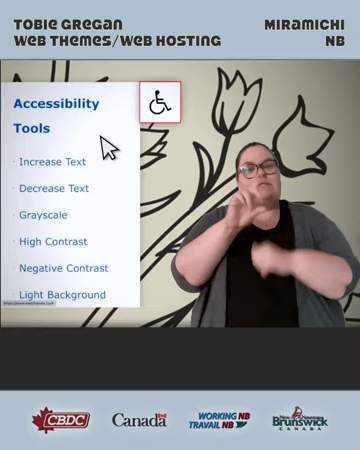 TOBIE GREGAN
WEB THEMES/WEB HOSTING
MIRAMICHI
NB
Accessibility
Tools
Increase Text
Decrease Text
Grayscale
High Contrast
Negative Contrast
Light Background
CBDC
Canada
WORKING NB
TRAVAIL NB
Brunswick
CANADA